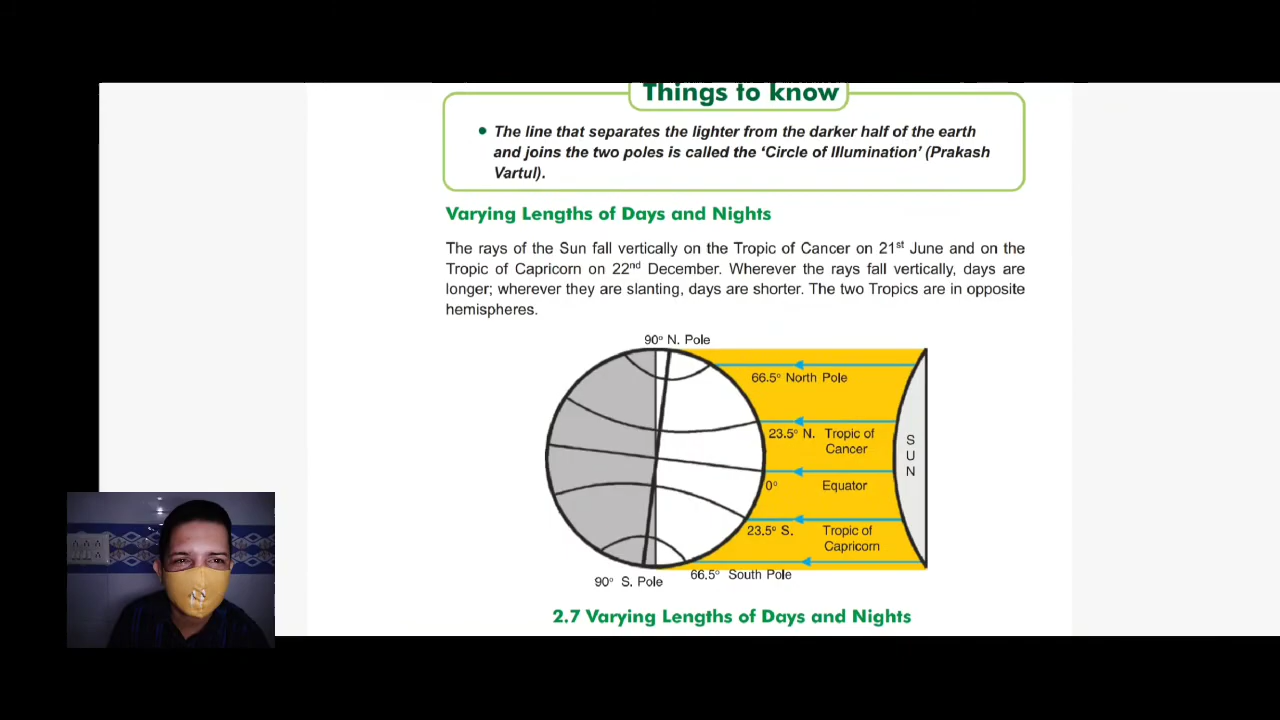 Things to know
• The line that separates the lighter from the darker half of the earth
and joins the two poles is called the ‘Circle of Illumination’ (Prakash
Vartul).
Varying Lengths of Days and Nights
The rays of the Sun fall vertically on the Tropic of Cancer on 21st June and on the
Tropic of Capricorn on 22nd December. Wherever the rays fall vertically, days are
longer; wherever they are slanting, days are shorter. The two Tropics are in opposite
hemispheres.
90° N. Pole
66.5° North Pole
23.5° N. Tropic of
Cancer
SUN
0° Equator
23.5° S. Tropic of
Capricorn
66.5° South Pole
90° S. Pole
2.7 Varying Lengths of Days and Nights